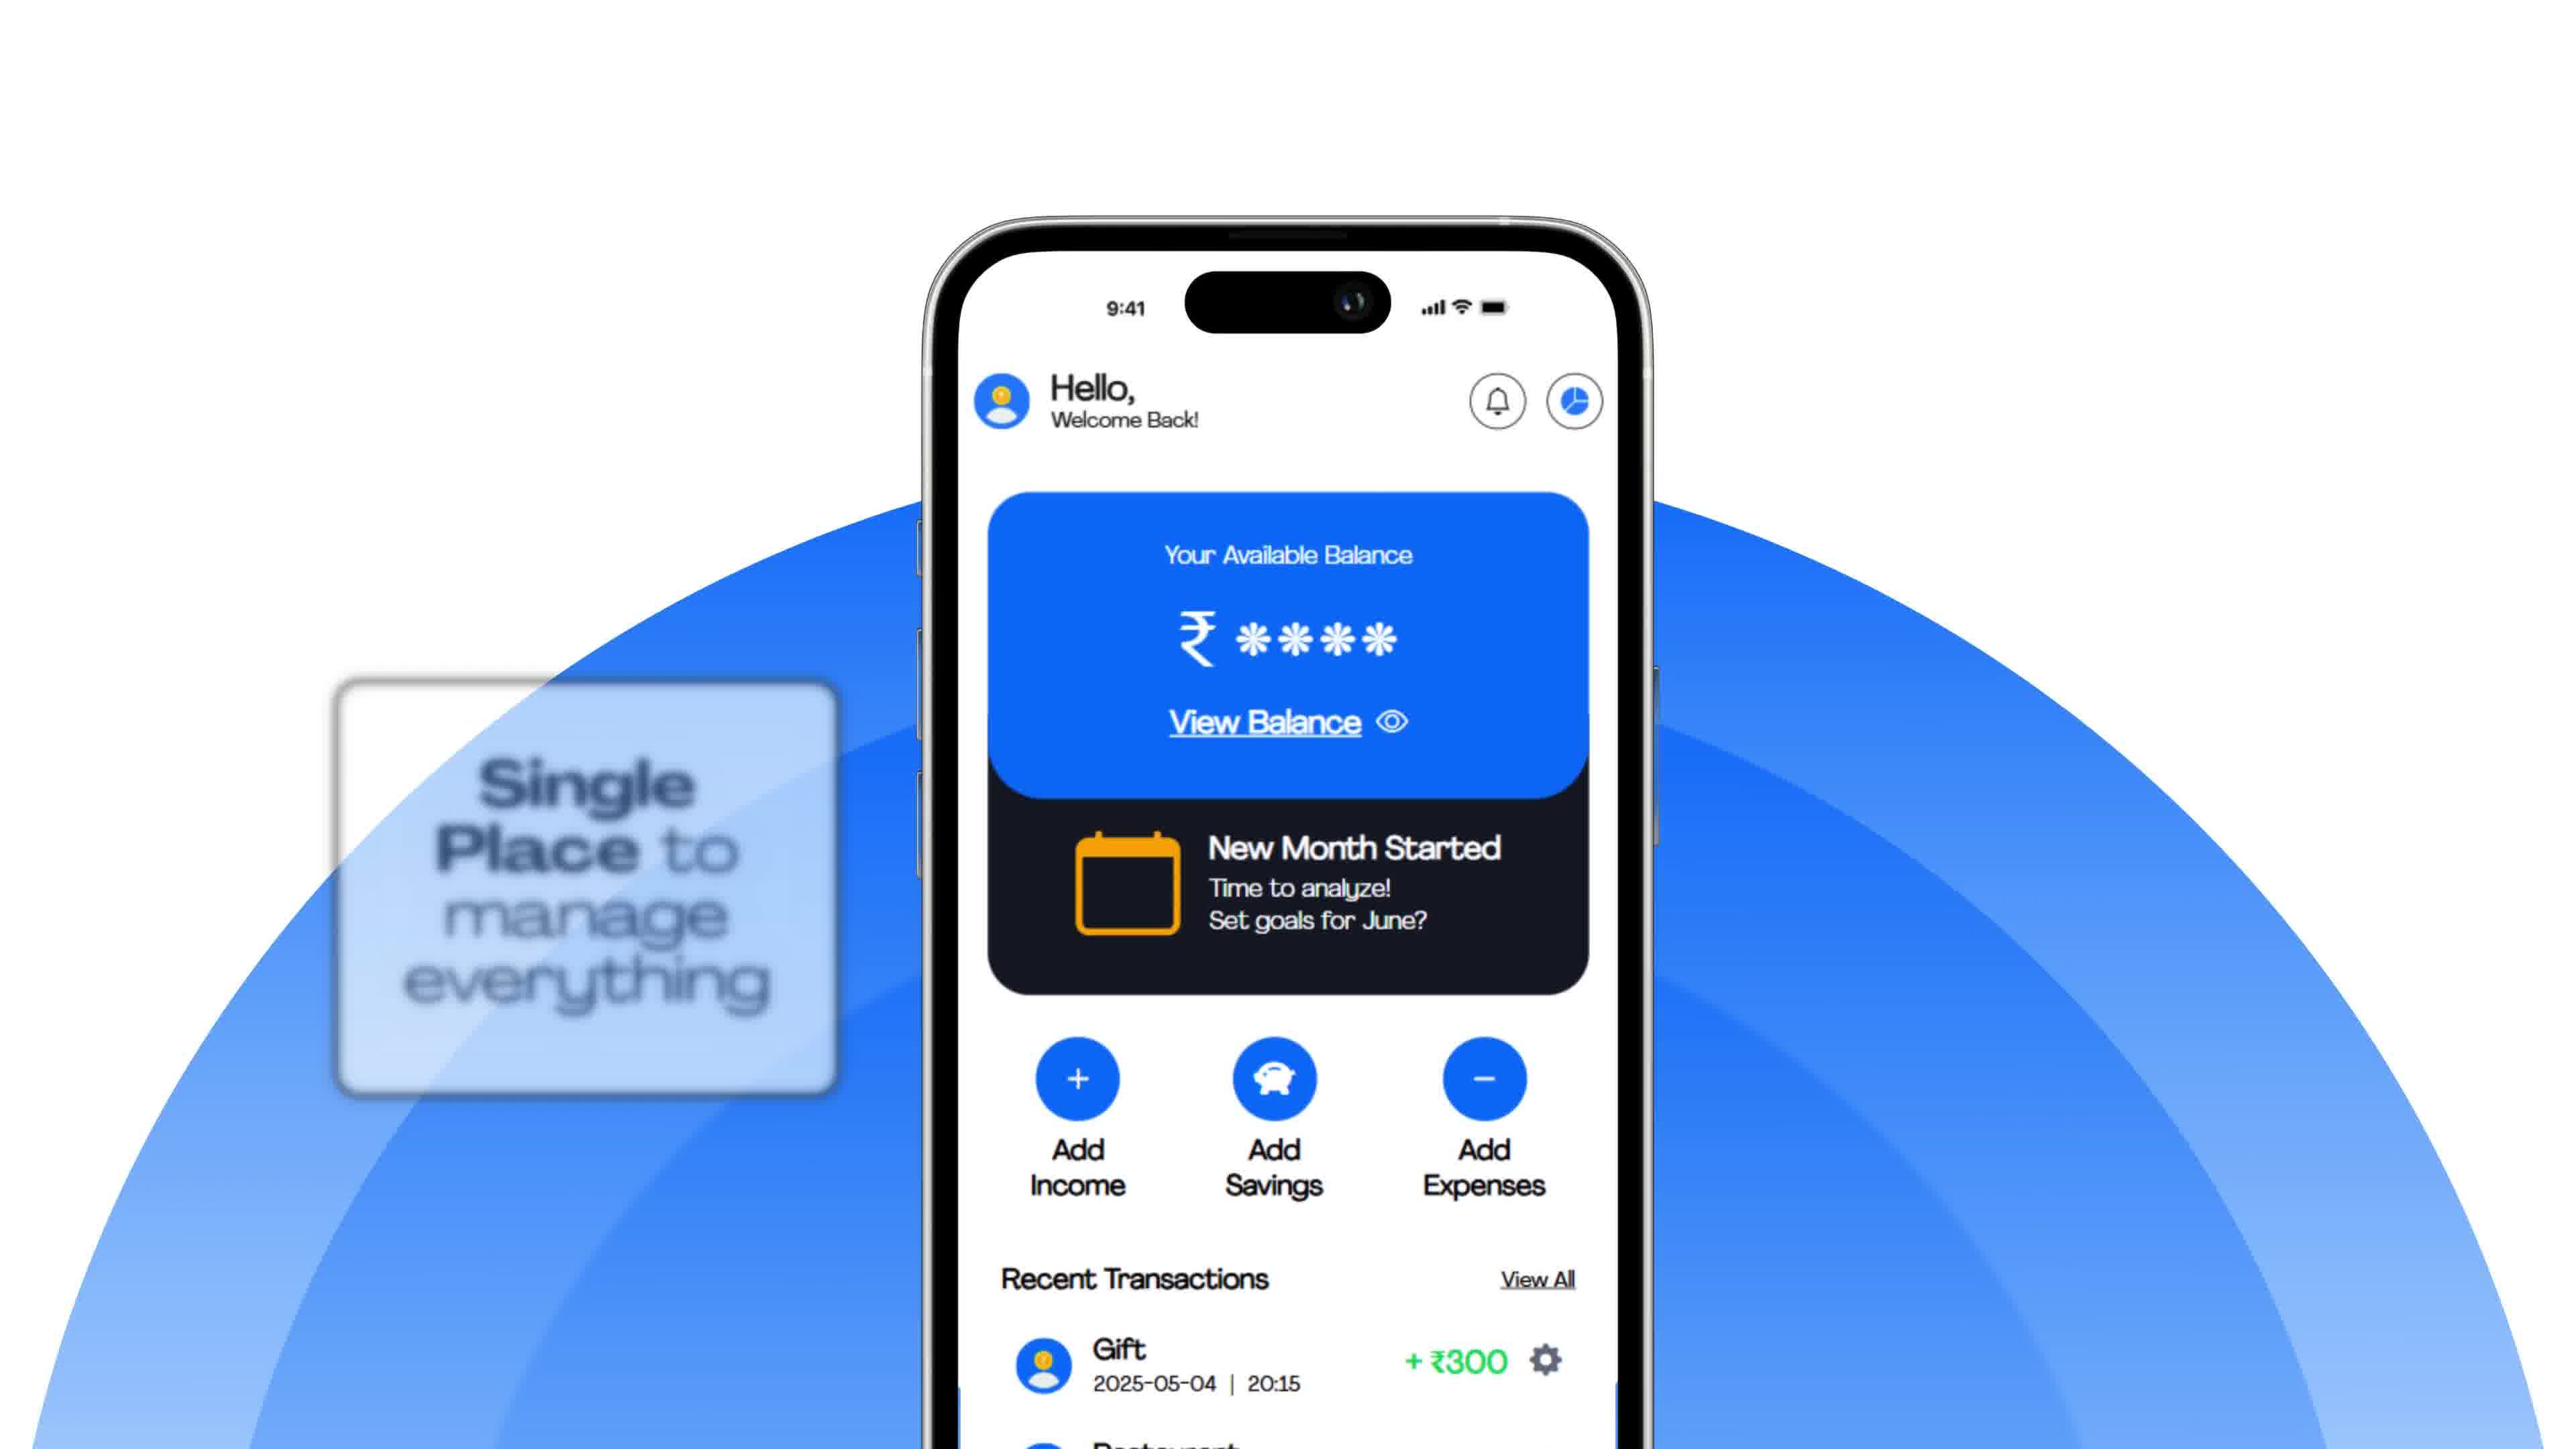 9:41
Hello,
Welcome Back!
Your Available Balance
₹ ****
View Balance
Single
Place to
manage
everything
New Month Started
Time to analyze!
Set goals for June?
Add
Income
Add
Savings
Add
Expenses
Recent Transactions
View All
Gift
+ ₹300
2025-05-04 | 20:15